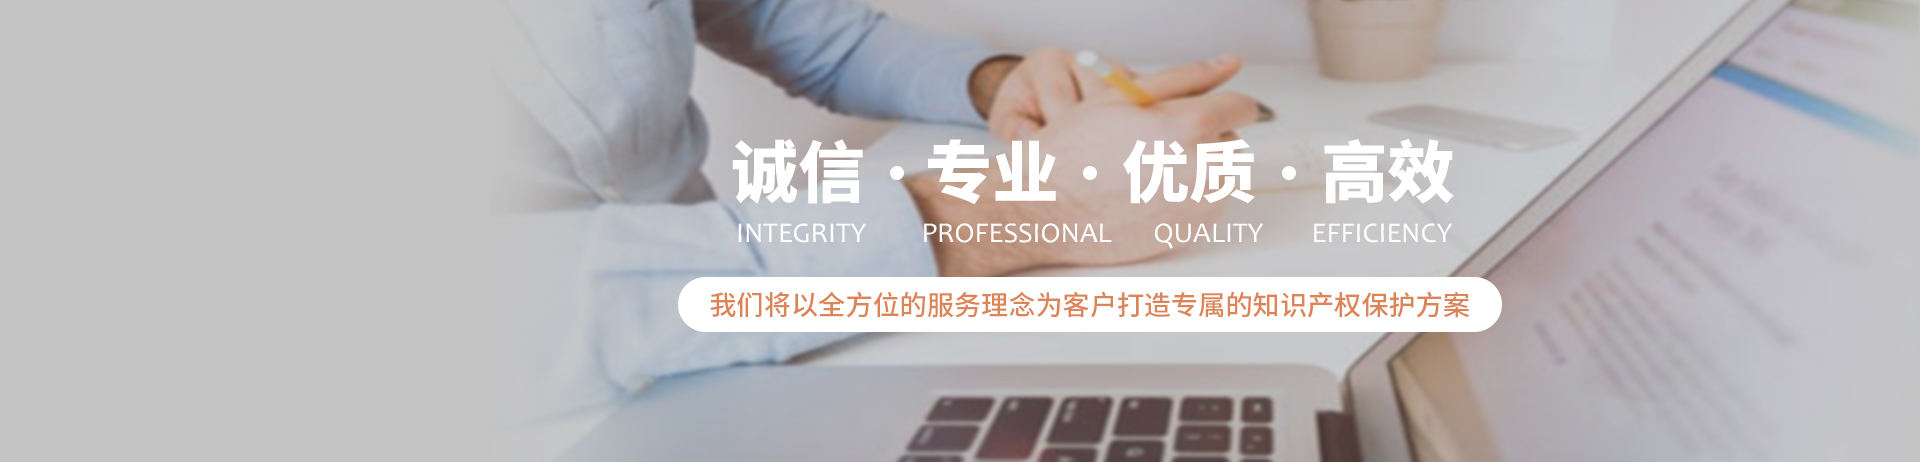 诚信·专业·优质·高效
INTEGRITY PROFESSIONAL QUALITY EFFICIENCY
我们将以全方位的服务理念为客户打造专属的知识产权保护方案